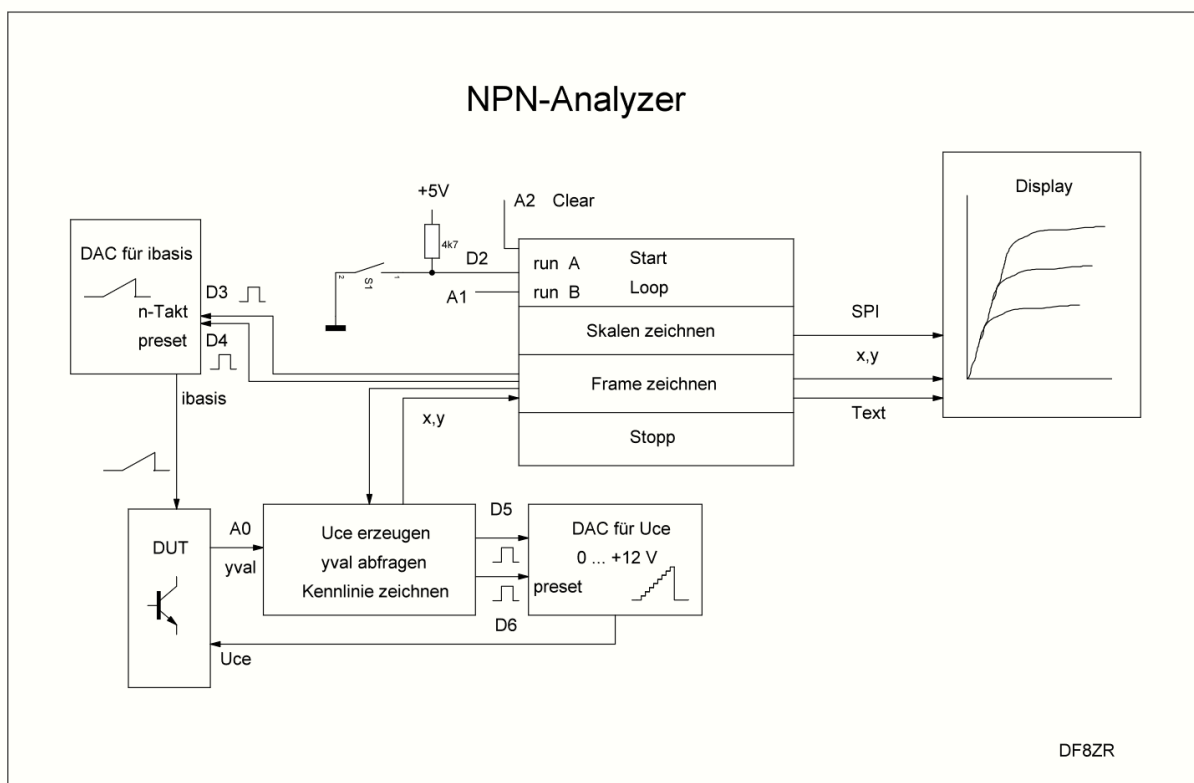 NPN-Analyzer
Display
+5V
A2 Clear
4k7
D2
run A Start
2 S1 1
A1
run B Loop
DAC für ibasis
D3
n-Takt
preset
D4
Skalen zeichnen
SPI
x,y
Frame zeichnen
Text
ibasis
x,y
Stopp
A0
yval
DUT
Uce erzeugen
yval abfragen
Kennlinie zeichnen
D5
DAC für Uce
0 ... +12 V
preset
D6
Uce
DF8ZR